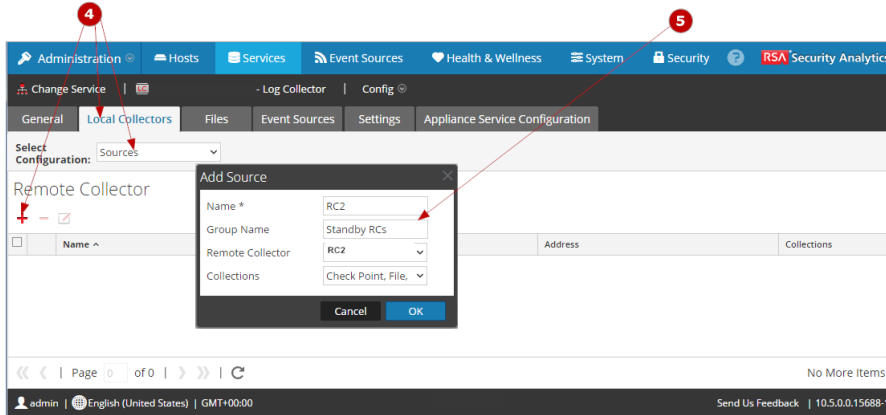 4
5
Administration Hosts Services Event Sources Health & Wellness System Security ? RSA Security Analytics
Change Service | LC - Log Collector | Config
General Local Collectors Files Event Sources Settings Appliance Service Configuration
Select Configuration: Sources
Remote Collector
Add Source
Name * RC2
Group Name Standby RCs
Remote Collector RC2
Collections Check Point, File,
Cancel OK
Name Address Collections
Page 0 of 0 No More Items
admin | English (United States) | GMT+00:00 Send Us Feedback | 10.5.0.0.15688-